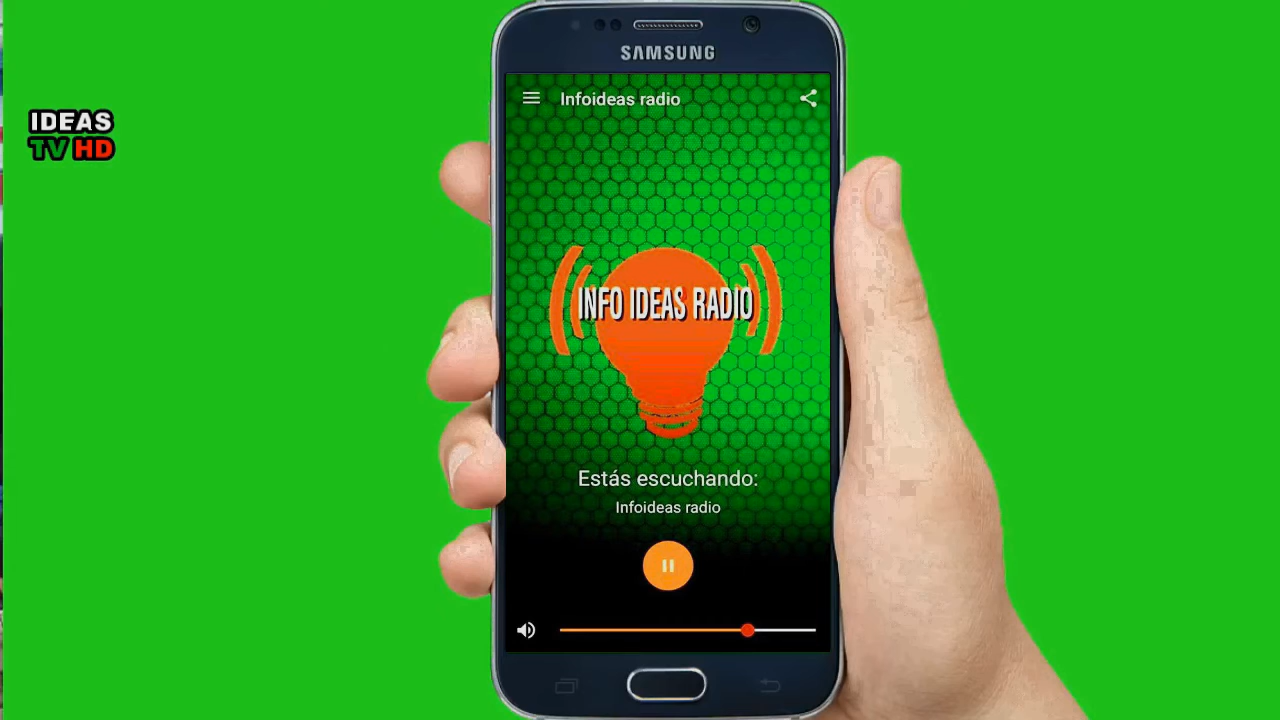 IDEAS
TV HD
SAMSUNG
Infoideas radio
INFO IDEAS RADIO
Estás escuchando:
Infoideas radio